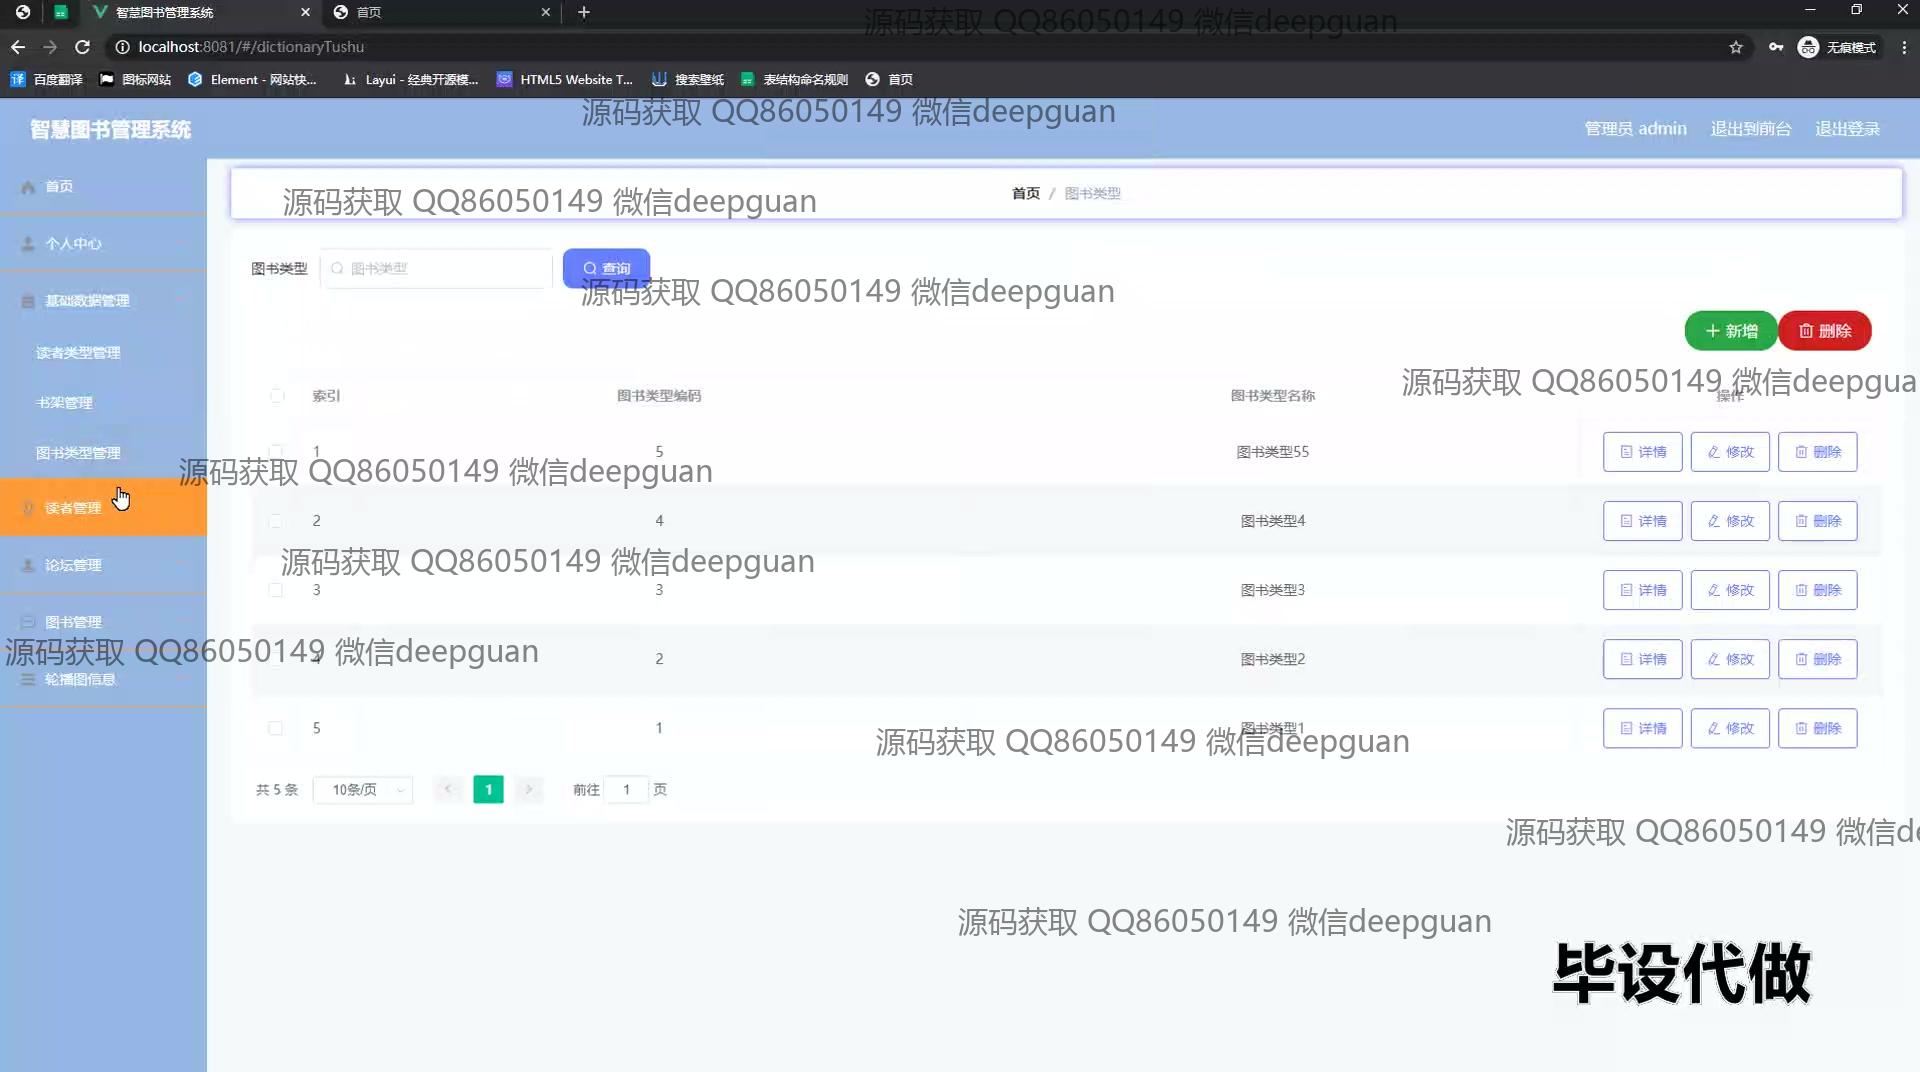 智慧图书管理系统
首页
localhost:8081/#/dictionaryTushu
无痕模式
百度翻译
图标网站
Element - 网站快...
Layui - 经典开源模...
HTML5 Website T...
搜索壁纸
表结构命名规则
首页
源码获取 QQ86050149 微信deepguan
源码获取 QQ86050149 微信deepguan
智慧图书管理系统
管理员 admin
退出到前台
退出登录
首页
个人中心
基础数据管理
读者类型管理
书架管理
图书类型管理
读者管理
论坛管理
图书管理
轮播图信息
源码获取 QQ86050149 微信deepguan
首页 / 图书类型
图书类型
图书类型
查询
源码获取 QQ86050149 微信deepguan
新增
删除
源码获取 QQ86050149 微信deepgua
索引 图书类型编码 图书类型名称 操作
1 5 图书类型55 详情 修改 删除
源码获取 QQ86050149 微信deepguan
2 4 图书类型4 详情 修改 删除
源码获取 QQ86050149 微信deepguan
3 3 图书类型3 详情 修改 删除
源码获取 QQ86050149 微信deepguan
4 2 图书类型2 详情 修改 删除
5 1 图书类型1 详情 修改 删除
源码获取 QQ86050149 微信deepguan
共 5 条 10条/页 1 前往 1 页
源码获取 QQ86050149 微信de
源码获取 QQ86050149 微信deepguan
毕设代做